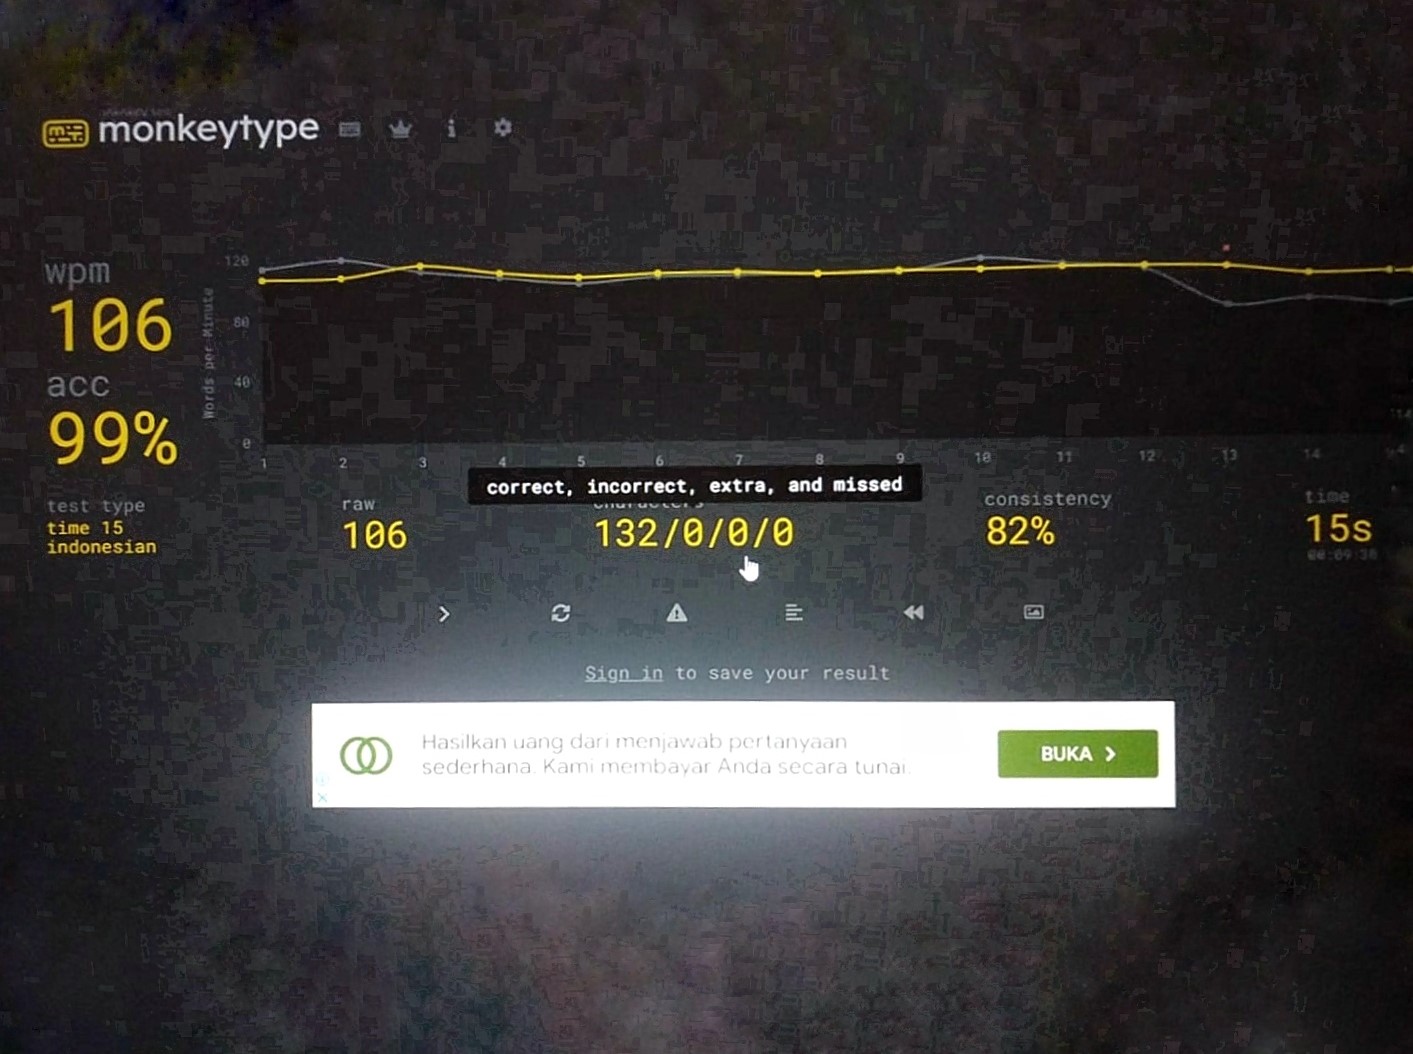 monkeytype
wpm
106
acc
99%
Words per Minute
120
80
40
0
1 2 3 4 5 6 7 8 9 10 11 12 13 14
correct, incorrect, extra, and missed
test type
time 15
indonesian
raw
106
characters
132/0/0/0
consistency
82%
time
15s
00:09:36
Sign in to save your result
Hasilkan uang dari menjawab pertanyaan
sederhana. Kami membayar Anda secara tunai.
BUKA